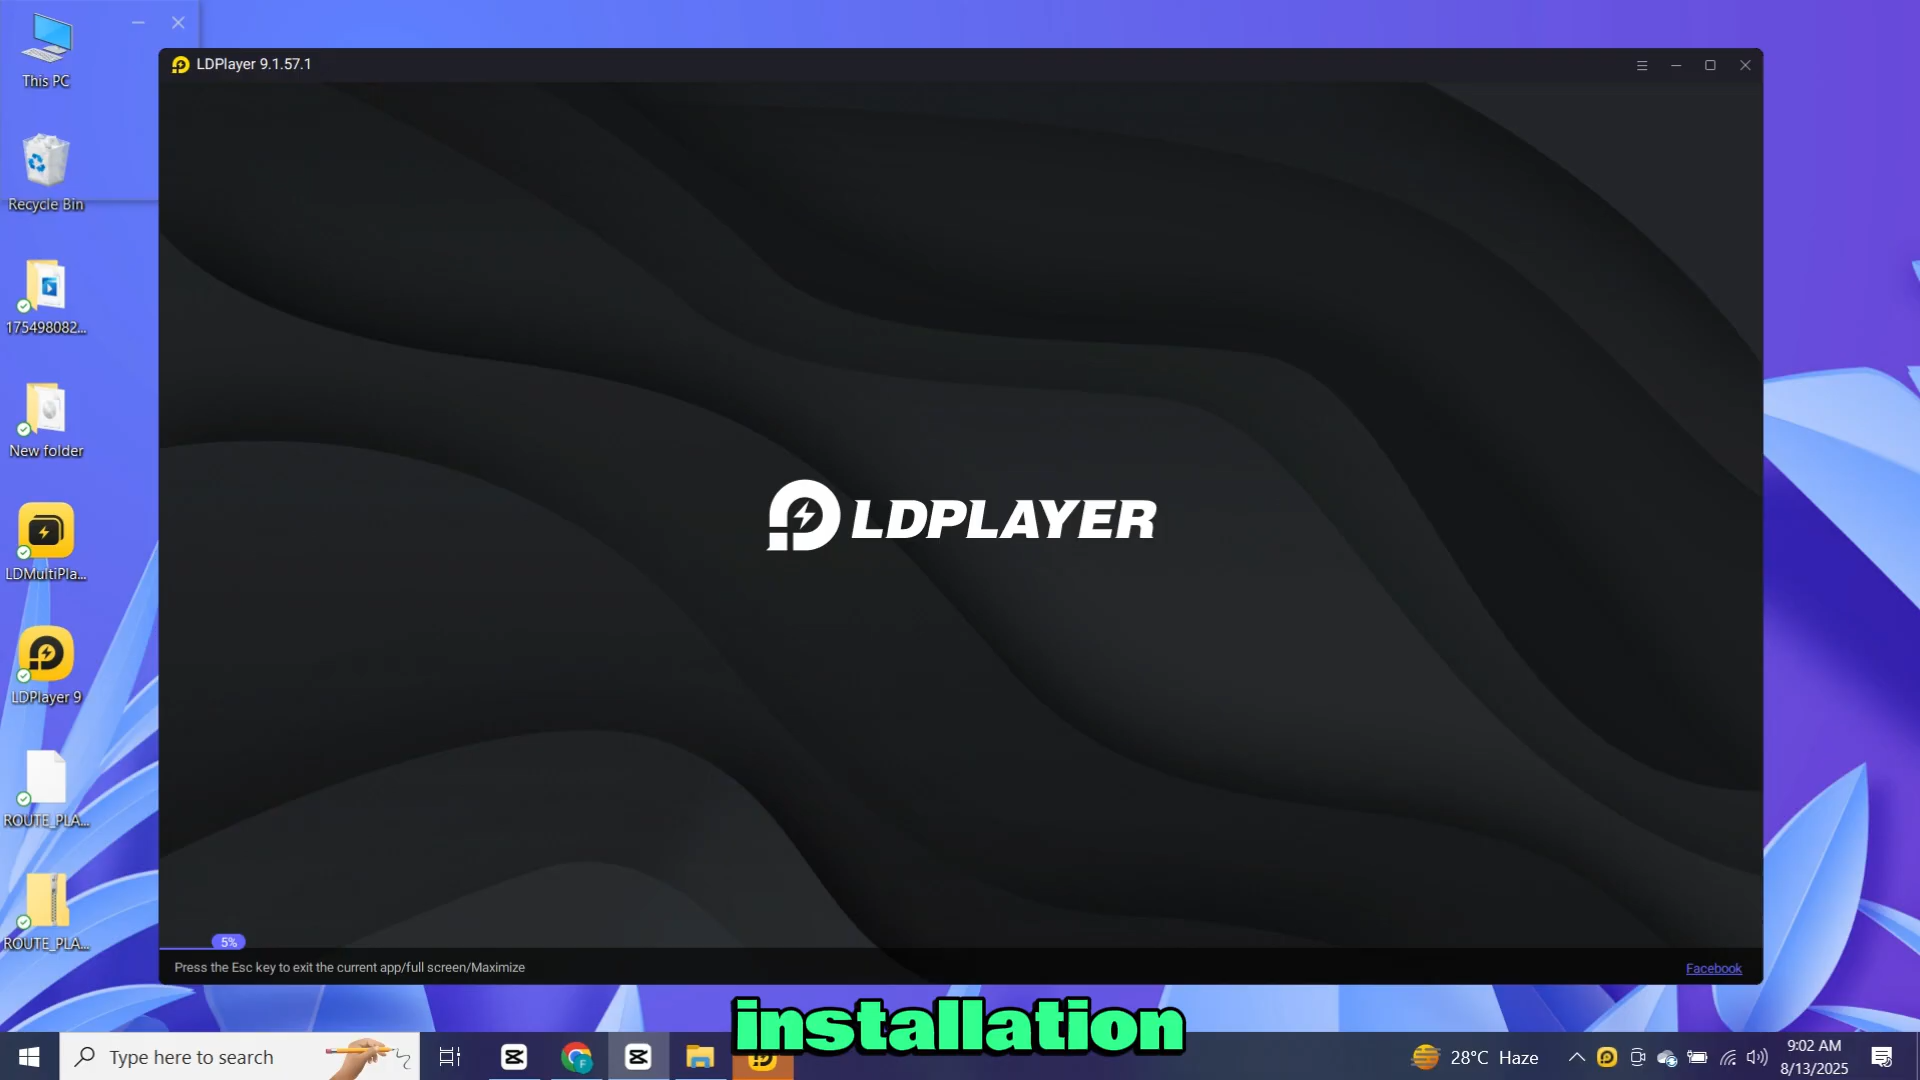 This PC
Recycle Bin
175498082...
New folder
LDMultiPla...
LDPlayer 9
ROUTE_PLA...
ROUTE_PLA...
LDPlayer 9.1.57.1
LDPLAYER
5%
Press the Esc key to exit the current app/full screen/Maximize
Facebook
installation
Type here to search
28°C Haze
9:02 AM
8/13/2025